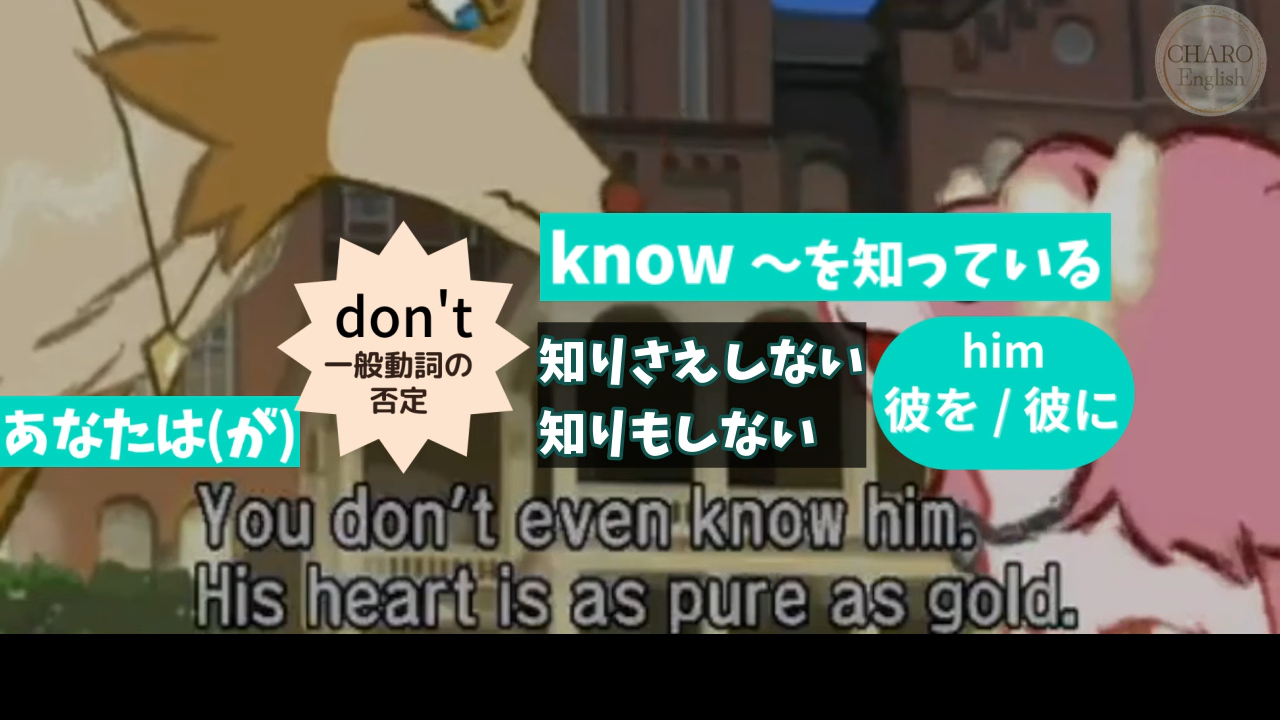 CHARO
English
know ～を知っている
don't
一般動詞の
否定
知りさえしない
知りもしない
him
彼を / 彼に
あなたは(が)
You don't even know him.
His heart is as pure as gold.